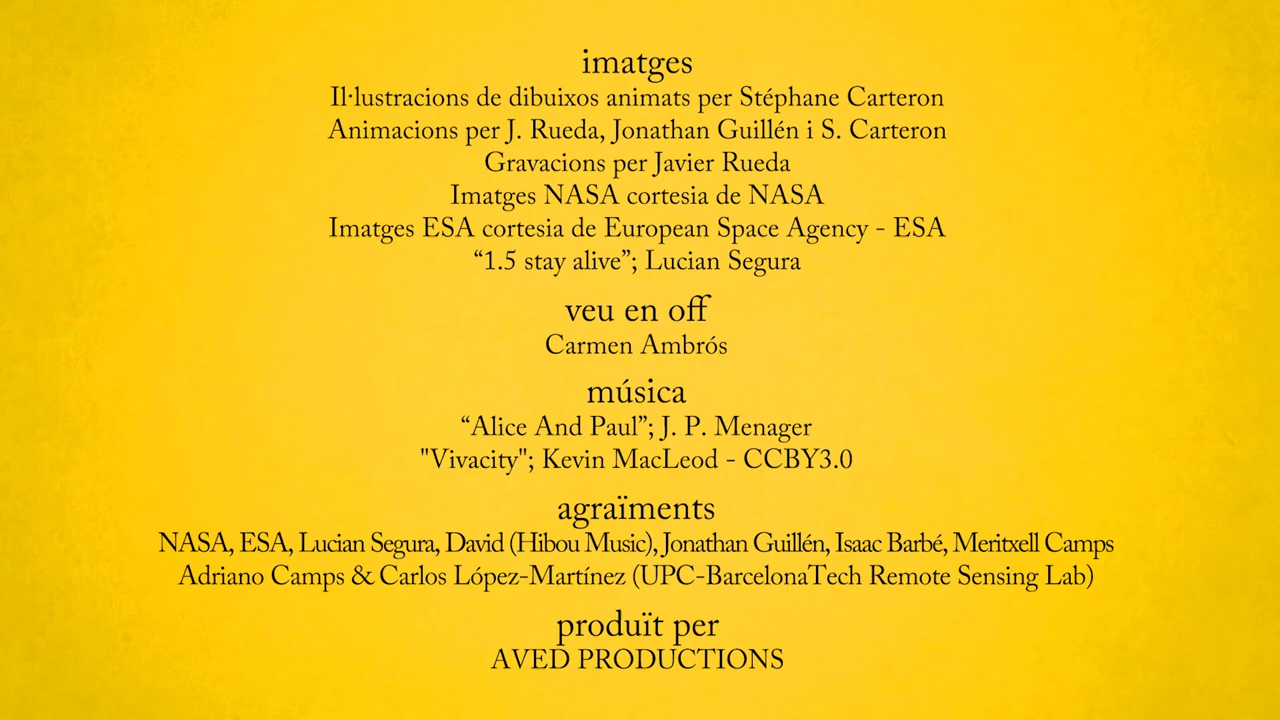 imatges
Il·lustracions de dibuixos animats per Stéphane Carteron
Animacions per J. Rueda, Jonathan Guillén i S. Carteron
Gravacions per Javier Rueda
Imatges NASA cortesia de NASA
Imatges ESA cortesia de European Space Agency - ESA
“1.5 stay alive”; Lucian Segura
veu en off
Carmen Ambrós
música
“Alice And Paul”; J. P. Menager
"Vivacity"; Kevin MacLeod - CCBY3.0
agraïments
NASA, ESA, Lucian Segura, David (Hibou Music), Jonathan Guillén, Isaac Barbé, Meritxell Camps
Adriano Camps & Carlos López-Martínez (UPC-BarcelonaTech Remote Sensing Lab)
produït per
AVED PRODUCTIONS